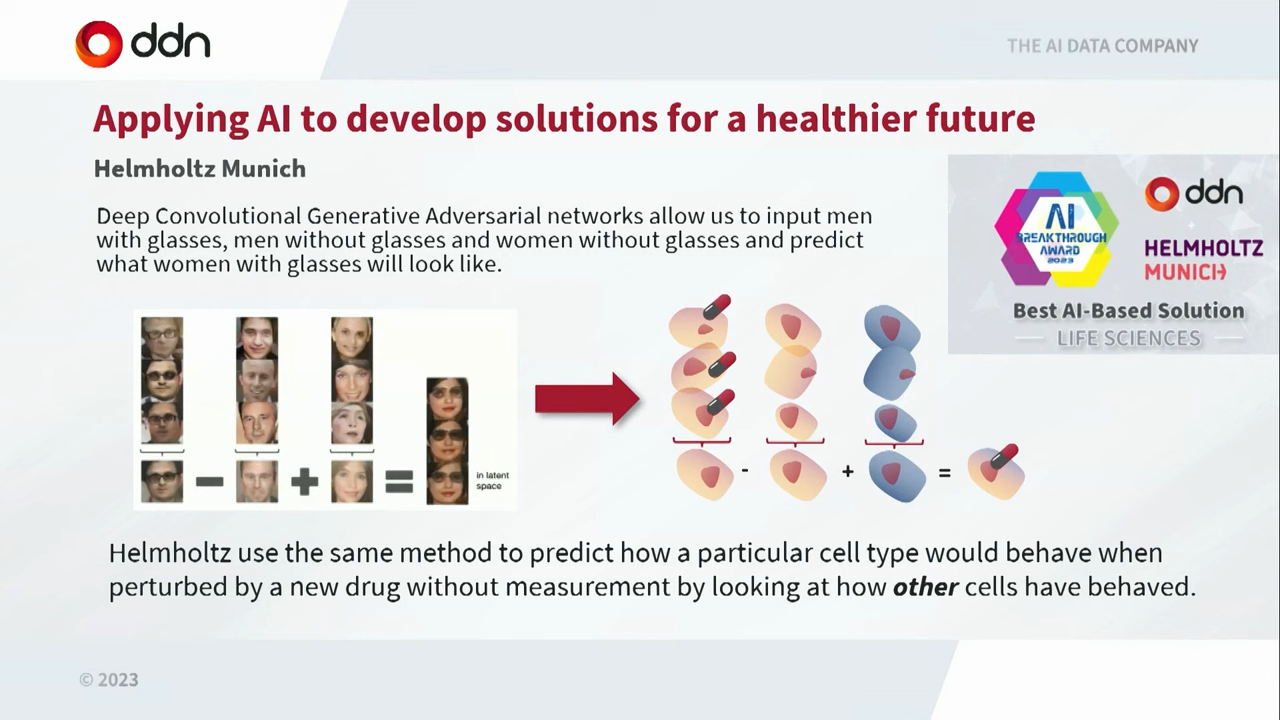 ddn
THE AI DATA COMPANY
Applying AI to develop solutions for a healthier future
Helmholtz Munich
Deep Convolutional Generative Adversarial networks allow us to input men
with glasses, men without glasses and women without glasses and predict
what women with glasses will look like.
AI
BREAKTHROUGH
AWARD
2023
ddn
HELMHOLTZ
MUNICH
Best AI-Based Solution
LIFE SCIENCES
in latent
space
- + =
Helmholtz use the same method to predict how a particular cell type would behave when
perturbed by a new drug without measurement by looking at how other cells have behaved.
© 2023